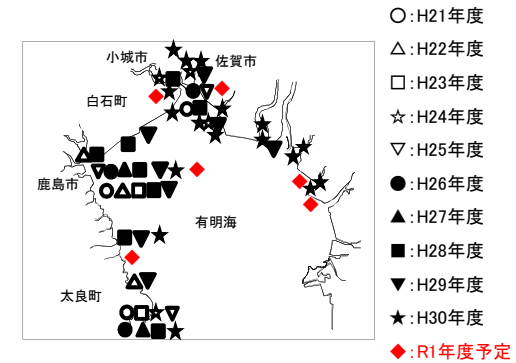 小城市
佐賀市
白石町
鹿島市
有明海
太良町
○：H21年度
△：H22年度
□：H23年度
☆：H24年度
▽：H25年度
●：H26年度
▲：H27年度
■：H28年度
▼：H29年度
★：H30年度
◆：R1年度予定